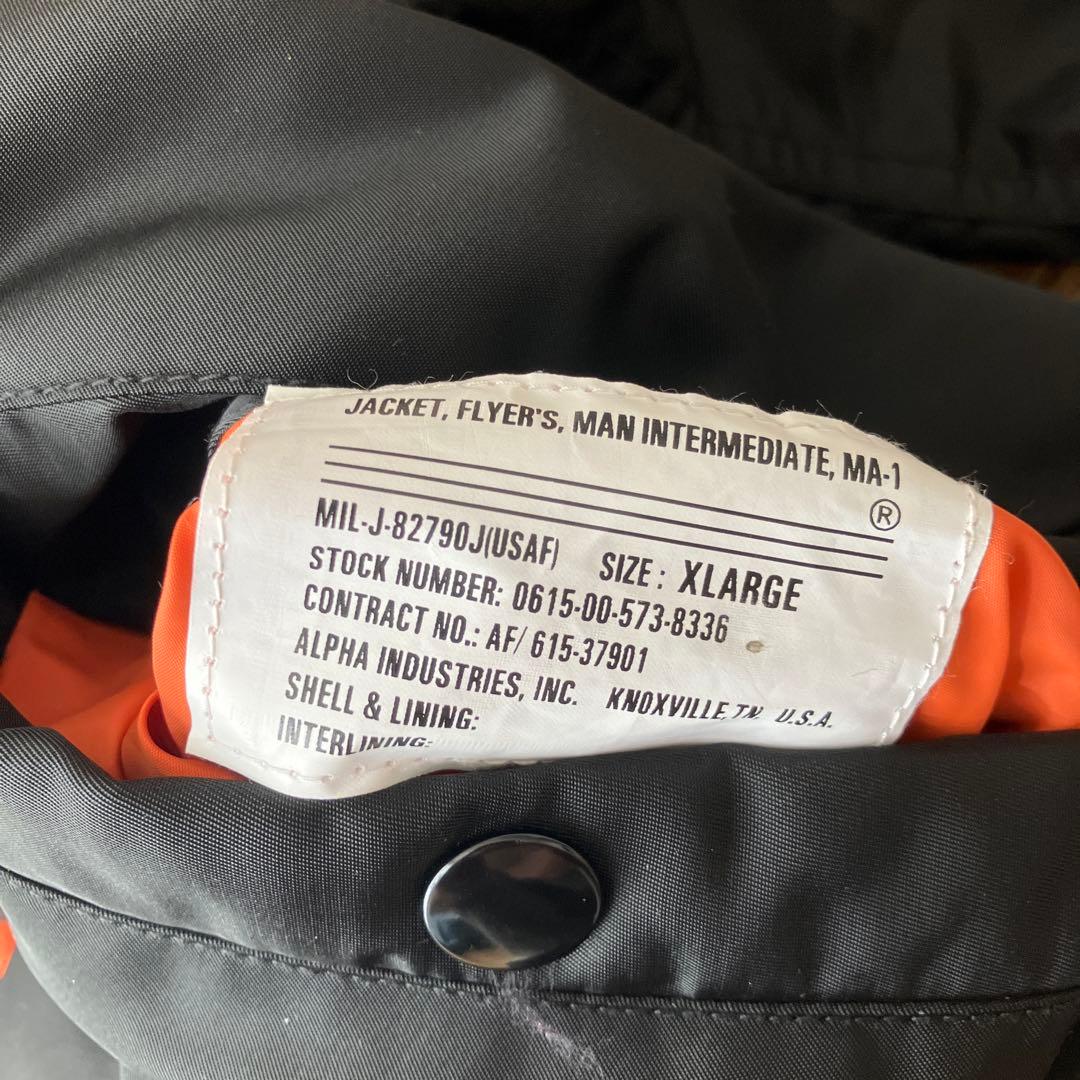 JACKET, FLYER'S, MAN INTERMEDIATE, MA-1
®
MIL-J-82790J(USAF) SIZE: XLARGE
STOCK NUMBER: 0615-00-573-8336
CONTRACT NO.: AF/ 615-37901
ALPHA INDUSTRIES, INC. KNOXVILLE, TN U.S.A.
SHELL & LINING:
INTERLINING: